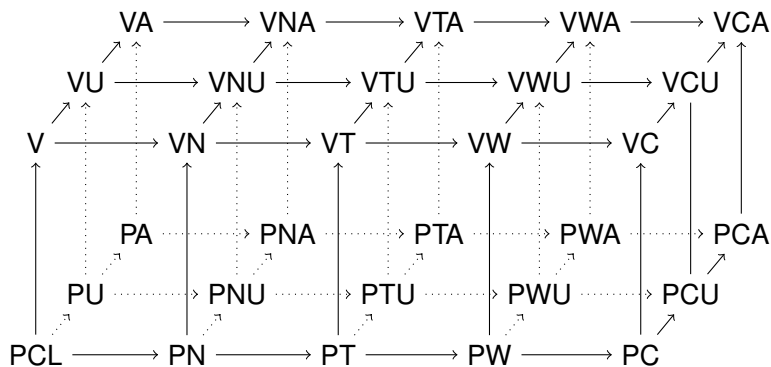 VA VNA VTA VWA VCA
VU VNU VTU VWU VCU
V VN VT VW VC
PA PNA PTA PWA PCA
PU PNU PTU PWU PCU
PCL PN PT PW PC